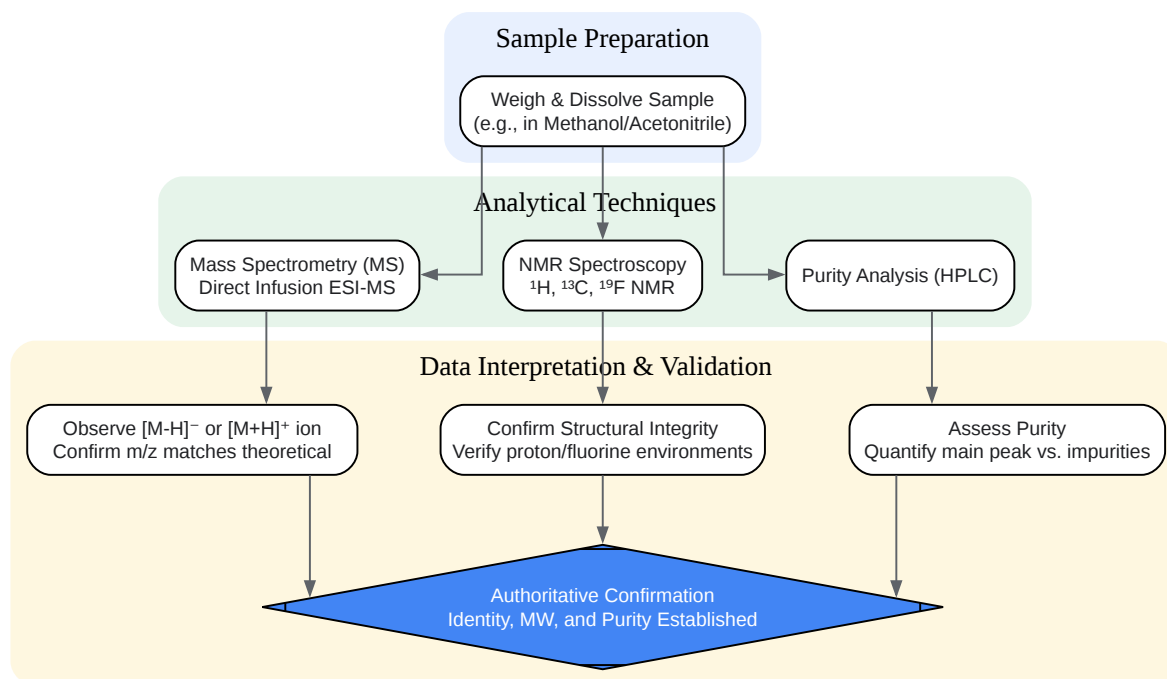 Sample Preparation
Weigh & Dissolve Sample
(e.g., in Methanol/Acetonitrile)
Analytical Techniques
Mass Spectrometry (MS)
Direct Infusion ESI-MS
NMR Spectroscopy
¹H, ¹³C, ¹⁹F NMR
Purity Analysis (HPLC)
Data Interpretation & Validation
Observe [M-H]⁻ or [M+H]⁺ ion
Confirm m/z matches theoretical
Confirm Structural Integrity
Verify proton/fluorine environments
Assess Purity
Quantify main peak vs. impurities
Authoritative Confirmation
Identity, MW, and Purity Established